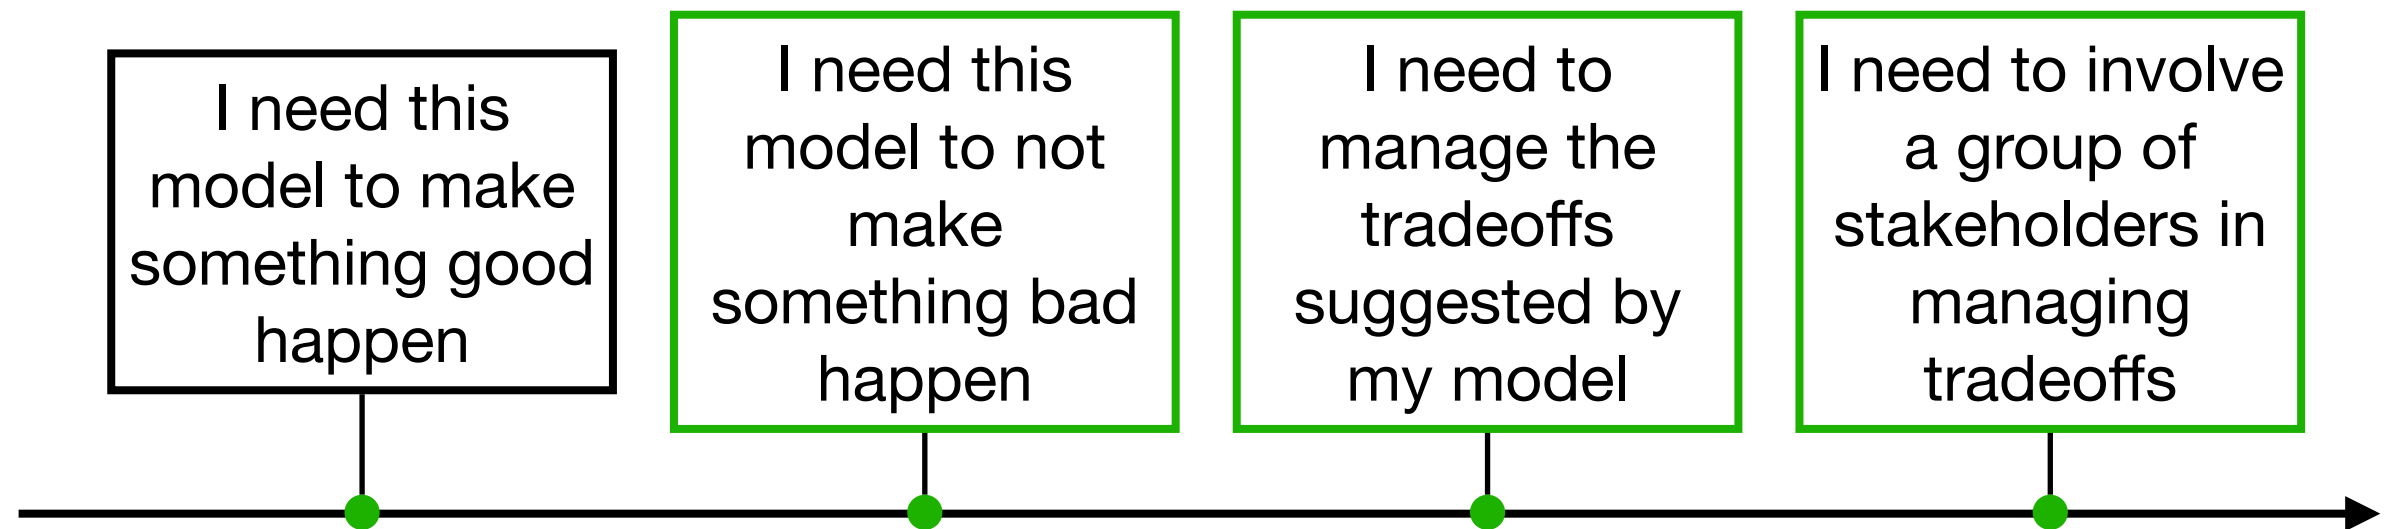 I need this
model to make
something good
happen
I need this
model to not
make
something bad
happen
I need to
manage the
tradeoffs
suggested by
my model
I need to involve
a group of
stakeholders in
managing
tradeoffs